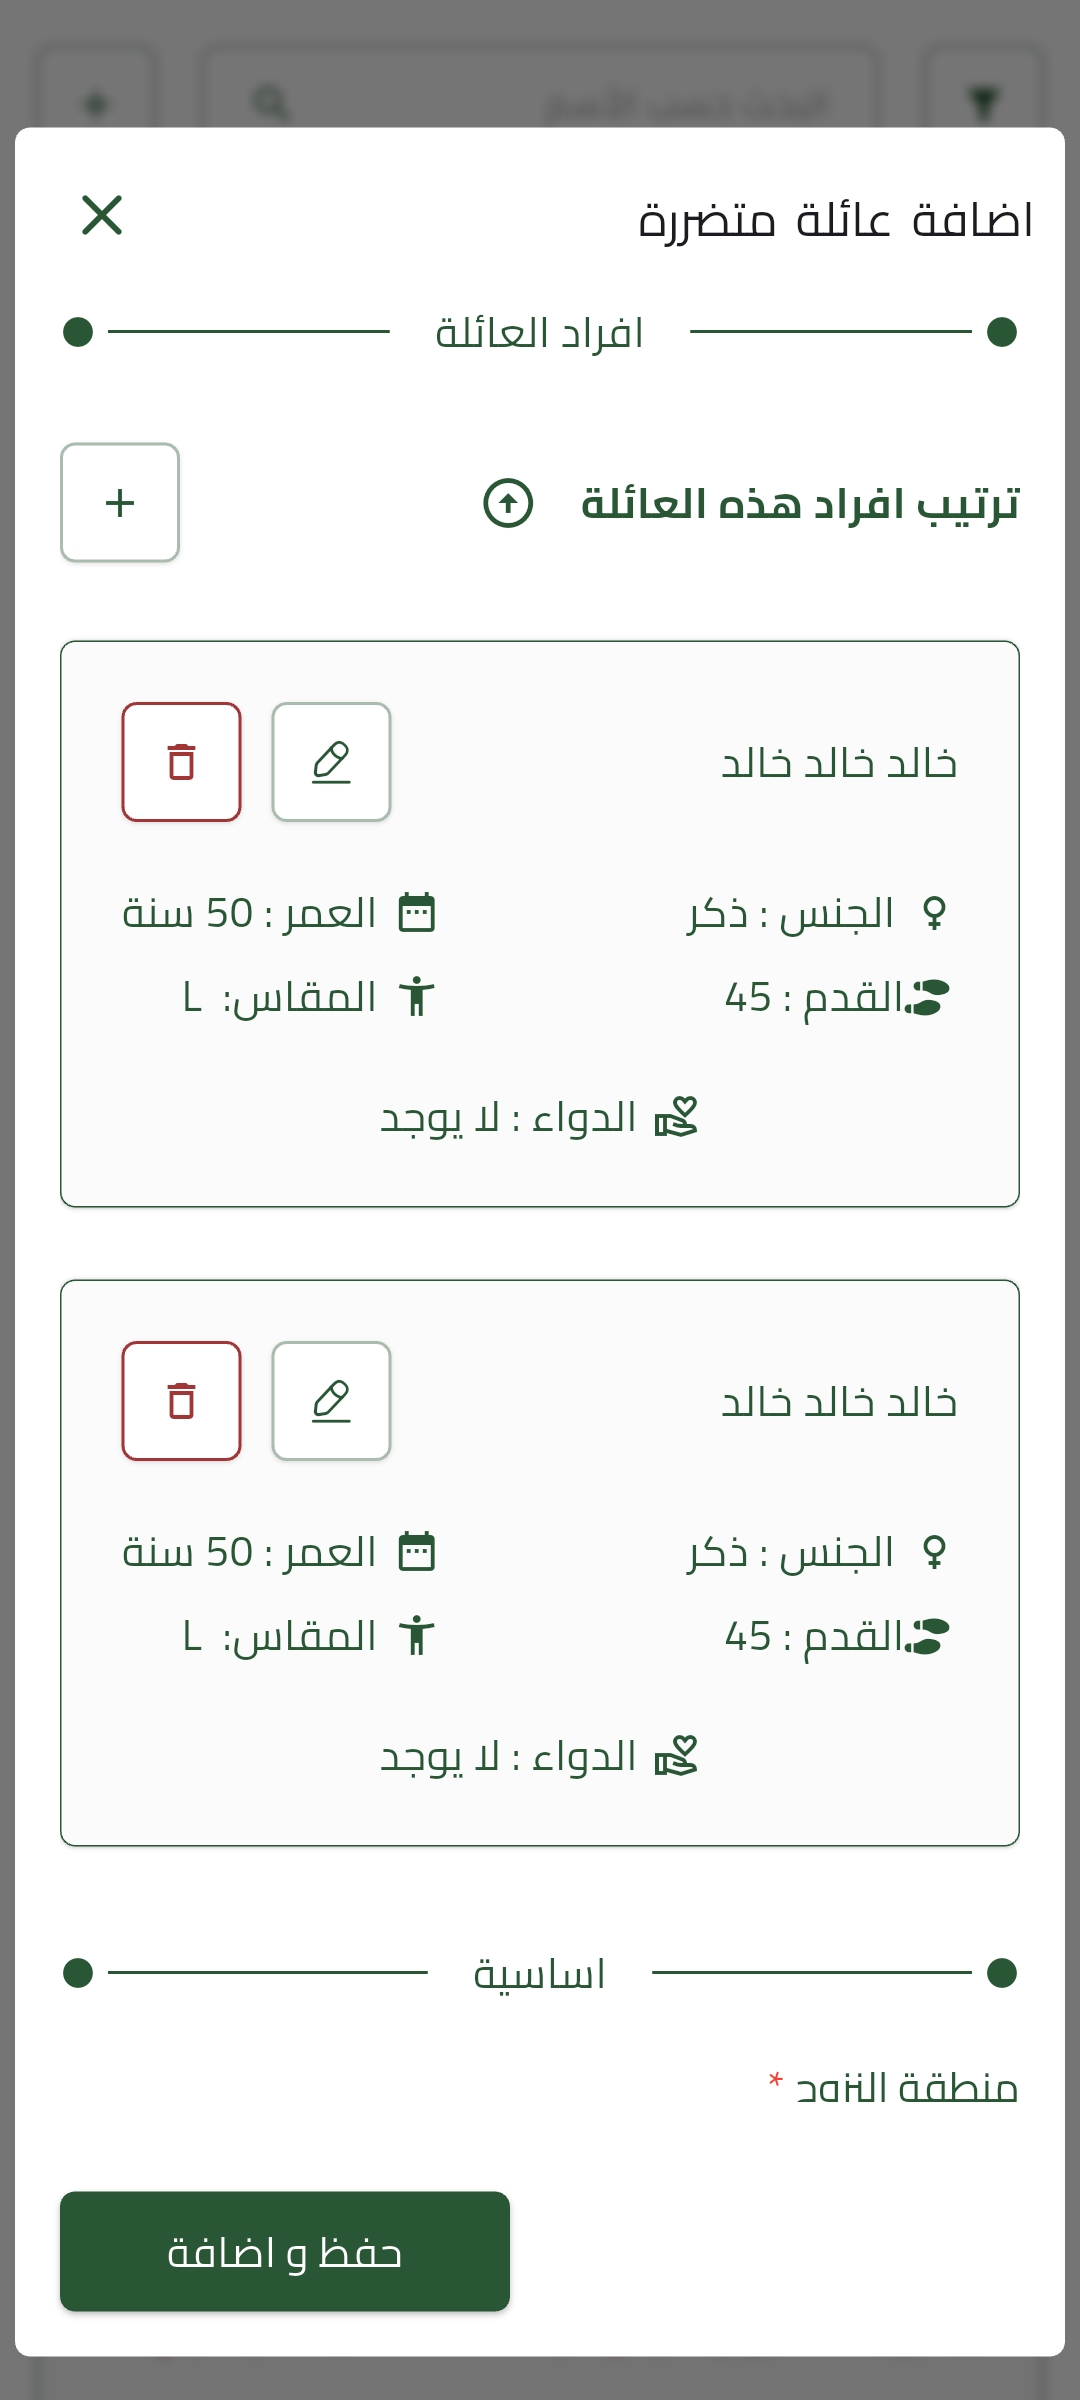 البحث حسب الأسم
اضافة عائلة متضررة
افراد العائلة
ترتيب افراد هذه العائلة
خالد خالد خالد
الجنس : ذكر
العمر : 50 سنة
القدم : 45
المقاس: L
الدواء : لا يوجد
خالد خالد خالد
الجنس : ذكر
العمر : 50 سنة
القدم : 45
المقاس: L
الدواء : لا يوجد
اساسية
منطقة النزوح *
حفظ و اضافة